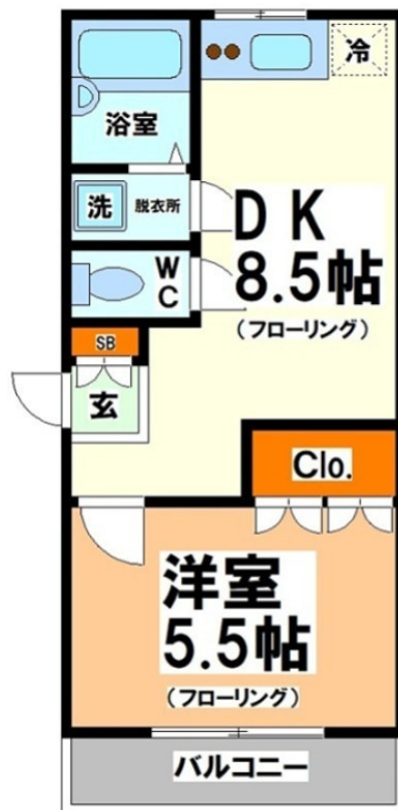 冷
浴室
洗
脱衣所
DK
8.5帖
(フローリング)
WC
SB
玄
Clo.
洋室
5.5帖
(フローリング)
バルコニー